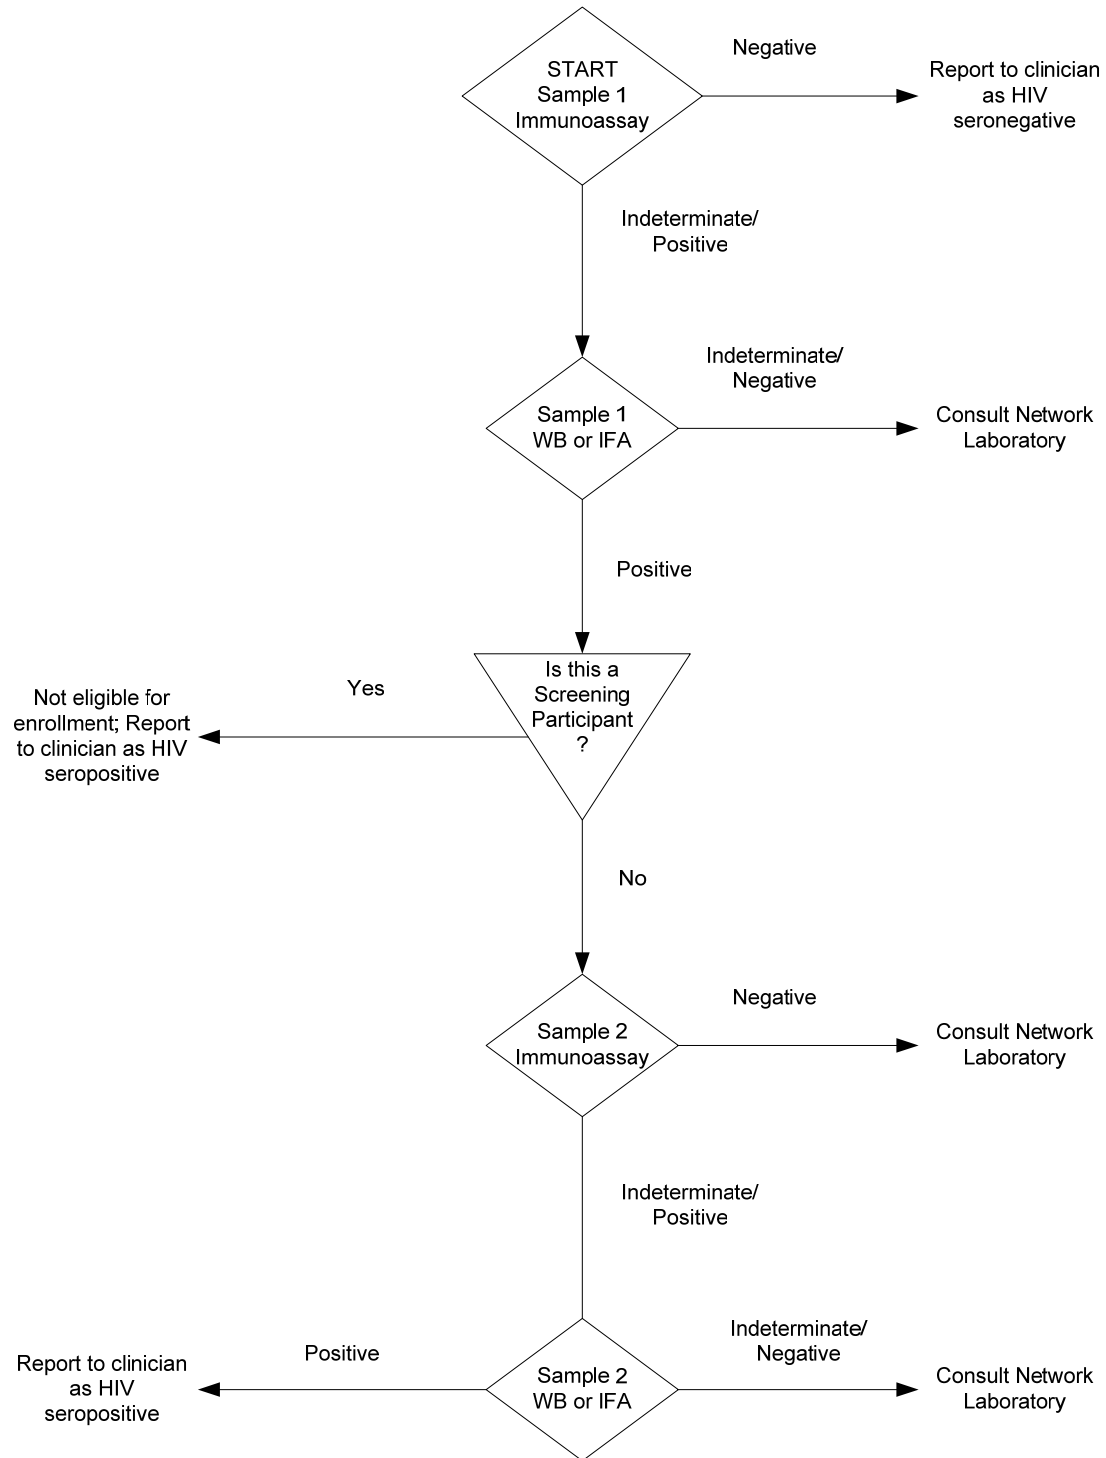 START
Sample 1
Immunoassay
Negative
Report to clinician
as HIV
seronegative
Indeterminate/
Positive
Sample 1
WB or IFA
Indeterminate/
Negative
Consult Network
Laboratory
Positive
Is this a
Screening
Participant
?
Yes
Not eligible for
enrollment; Report
to clinician as HIV
seropositive
No
Sample 2
Immunoassay
Negative
Consult Network
Laboratory
Indeterminate/
Positive
Sample 2
WB or IFA
Positive
Report to clinician
as HIV
seropositive
Indeterminate/
Negative
Consult Network
Laboratory